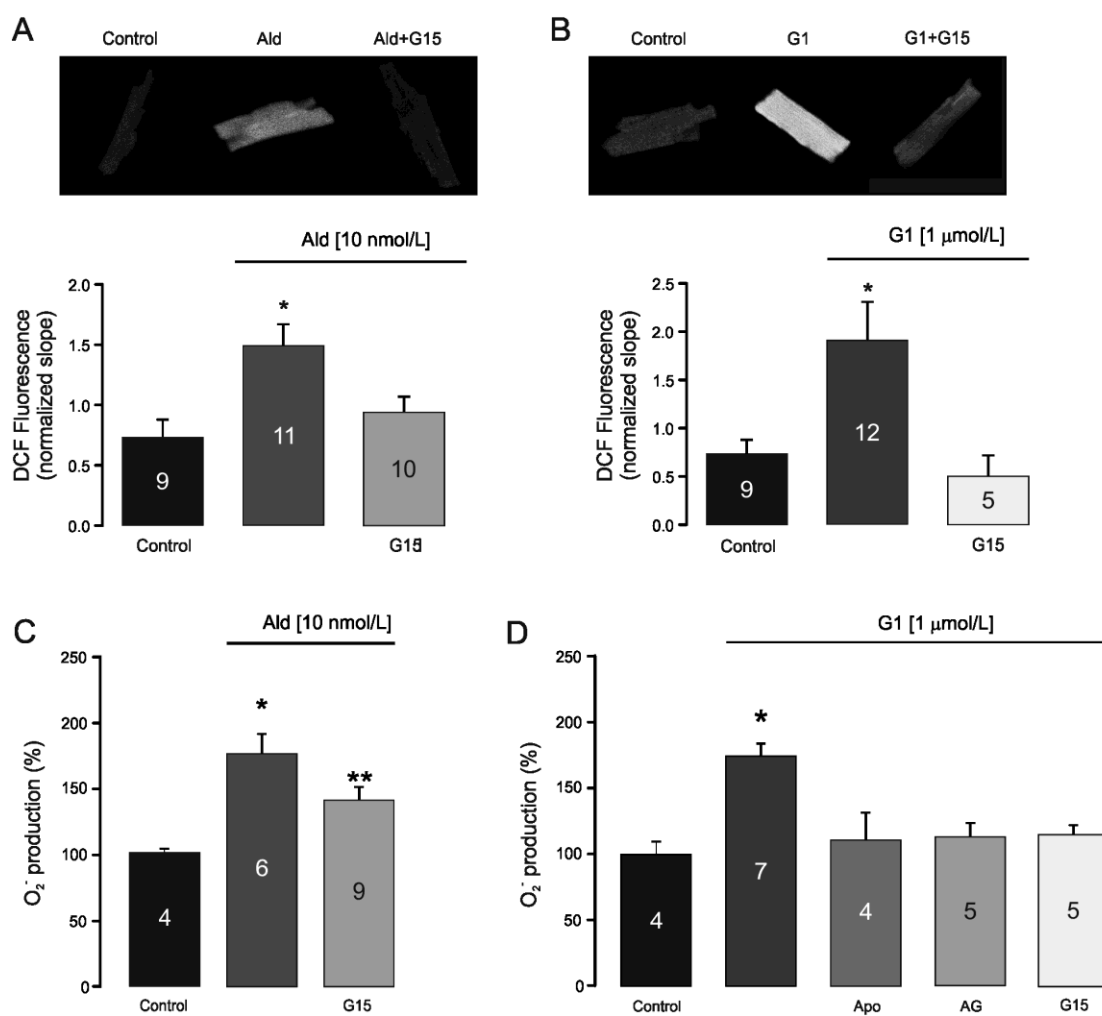 A
Control Ald Ald+G15
Ald [10 nmol/L]
DCF Fluorescence
(normalized slope)
2.0
1.5
1.0
0.5
0.0
*
9
11
10
Control
B
Control G1 G1+G15
G1 [1 μmol/L]
DCF Fluorescence
(normalized slope)
2.5
2.0
1.5
1.0
0.5
0.0
*
9
12
5
Control G15
C
Ald [10 nmol/L]
O₂⁻ production (%)
250
200
150
100
50
0
*
**
4
6
9
Control G15
D
G1 [1 μmol/L]
O₂⁻ production (%)
250
200
150
100
50
0
*
4
7
4
5
5
Control Apo AG G15